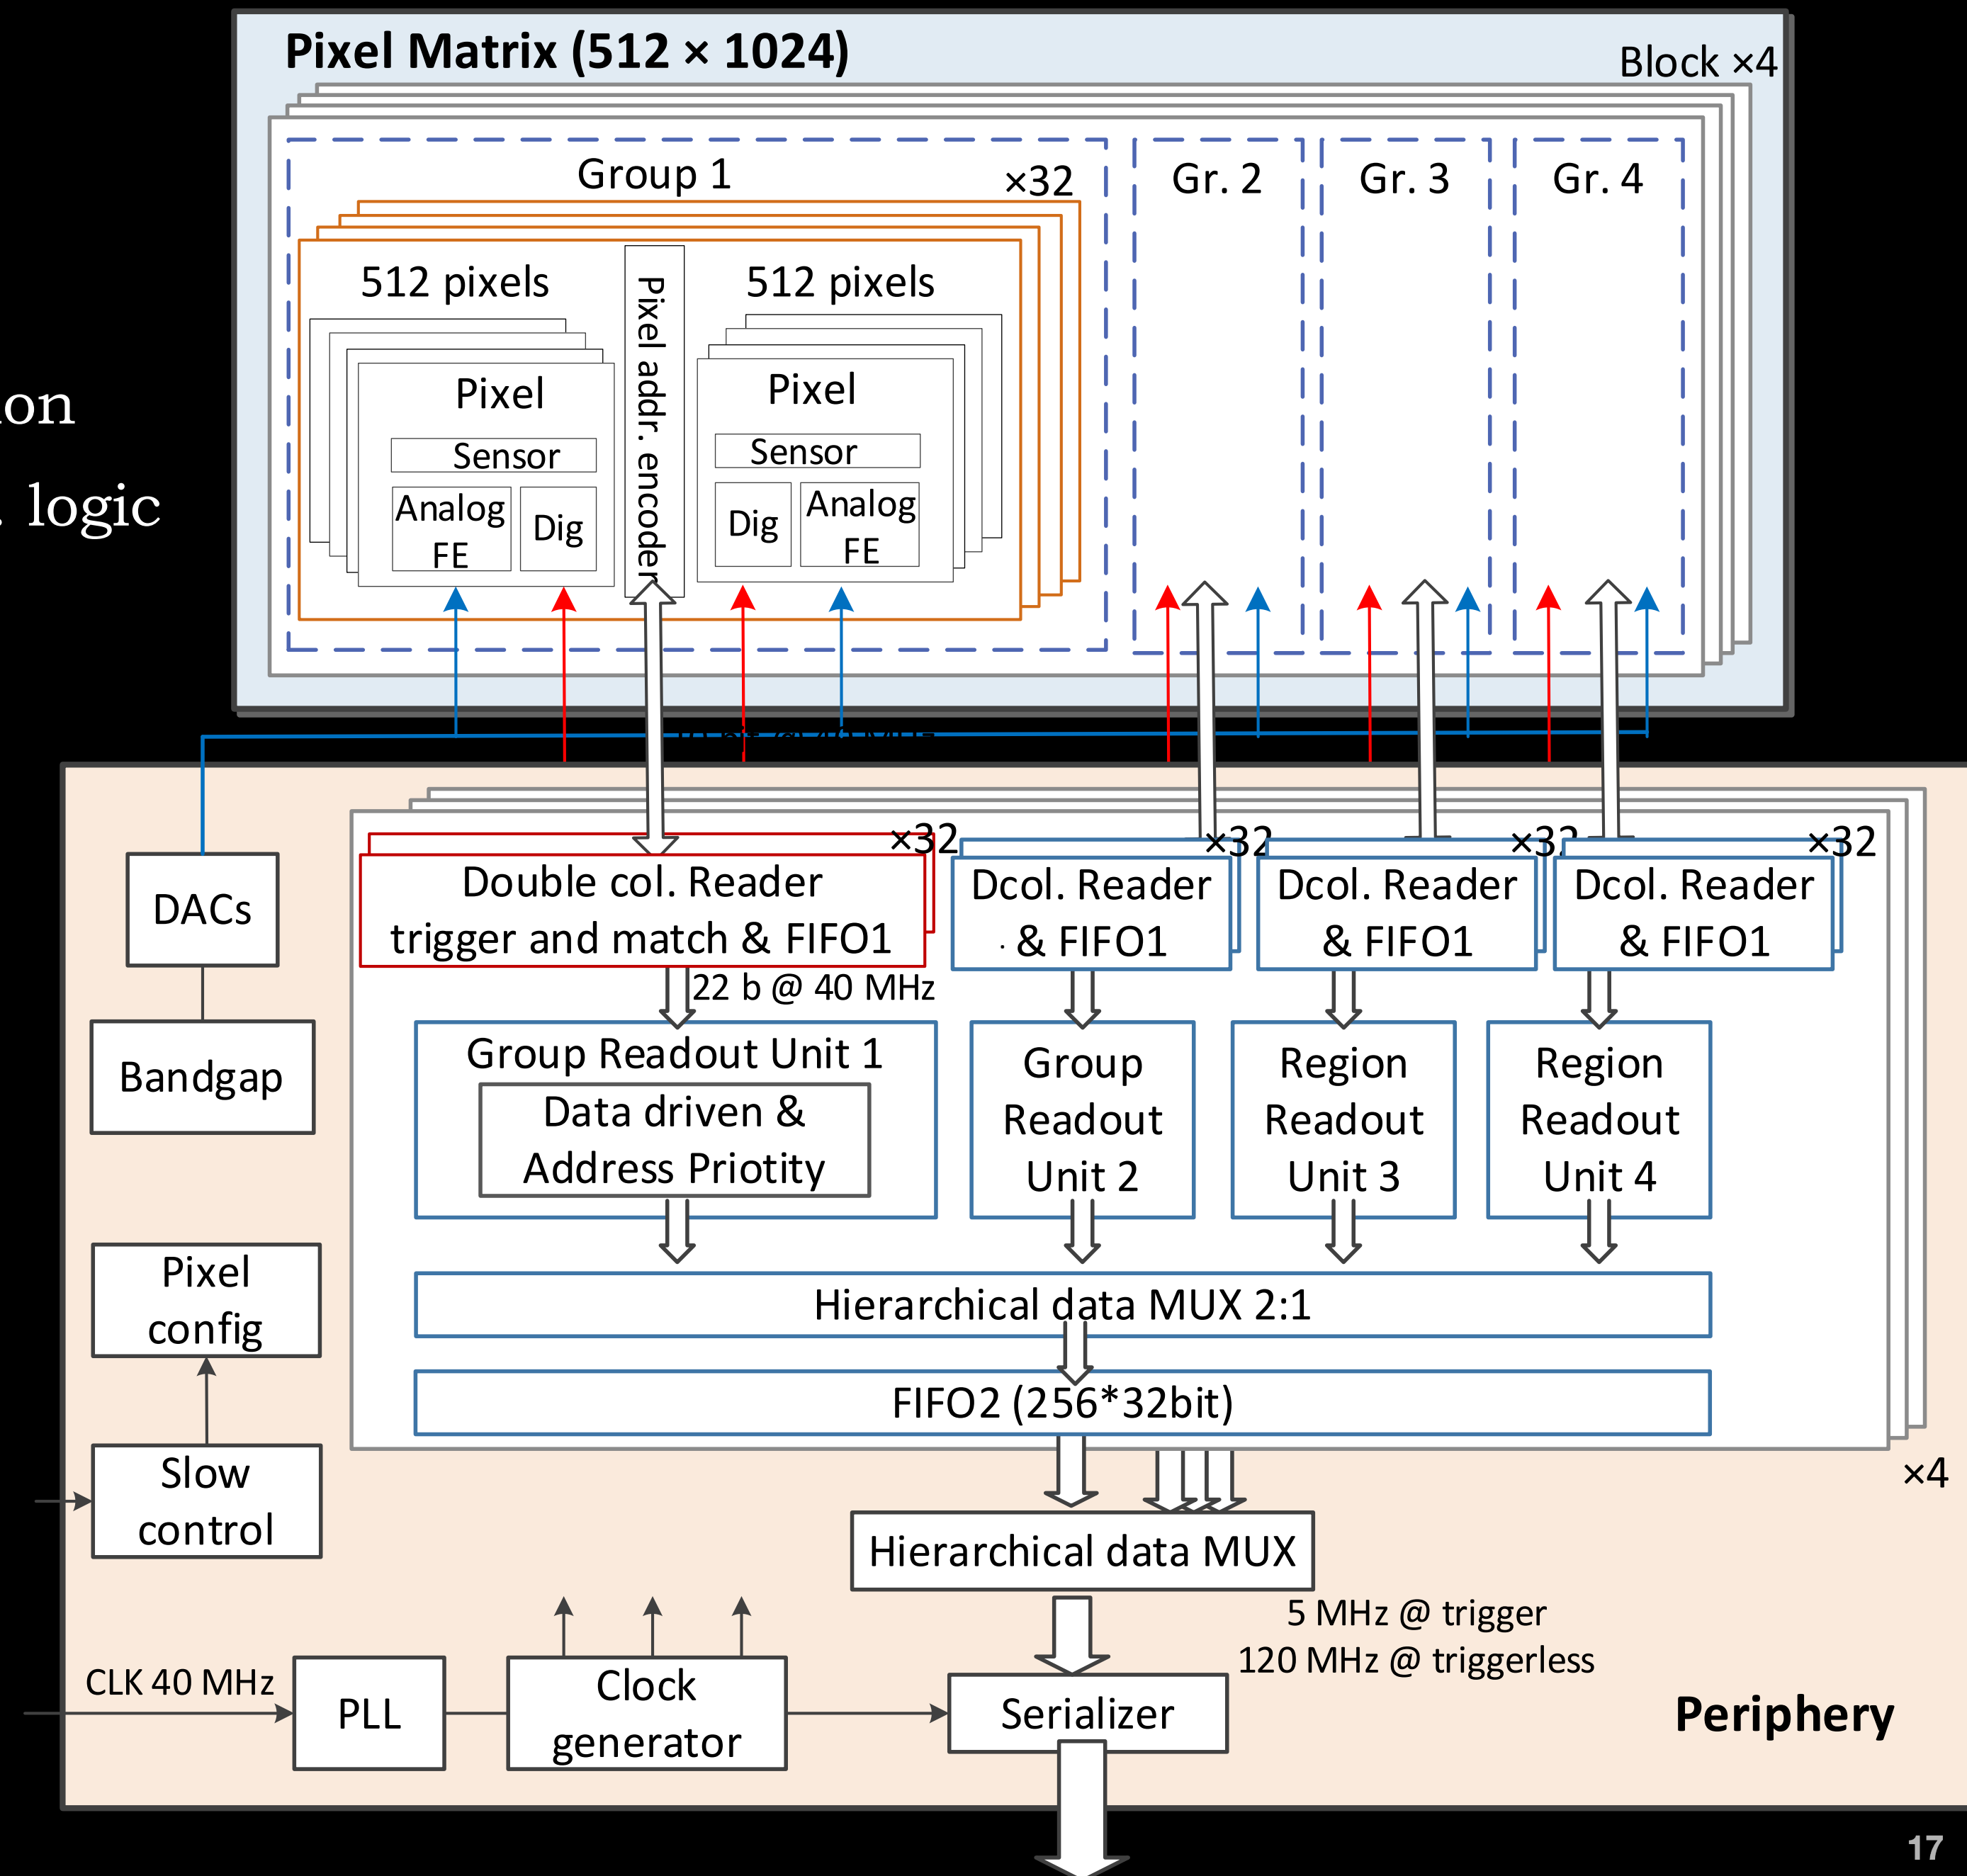 Pixel Matrix (512 × 1024)
Block ×4
Group 1
×32
Gr. 2
Gr. 3
Gr. 4
512 pixels
Pixel addr. encoder
512 pixels
Pixel
Sensor
Analog
FE
Dig
Pixel
Sensor
Dig
Analog
FE
logic
×32
Double col. Reader
trigger and match & FIFO1
×32
Dcol. Reader
& FIFO1
×32
Dcol. Reader
& FIFO1
×32
Dcol. Reader
& FIFO1
DACs
22 b @ 40 MHz
Bandgap
Group Readout Unit 1
Data driven &
Address Priotity
Group
Readout
Unit 2
Region
Readout
Unit 3
Region
Readout
Unit 4
Pixel
config
Hierarchical data MUX 2:1
FIFO2 (256*32bit)
Slow
control
×4
Hierarchical data MUX
5 MHz @ trigger
120 MHz @ triggerless
CLK 40 MHz
PLL
Clock
generator
Serializer
Periphery
17